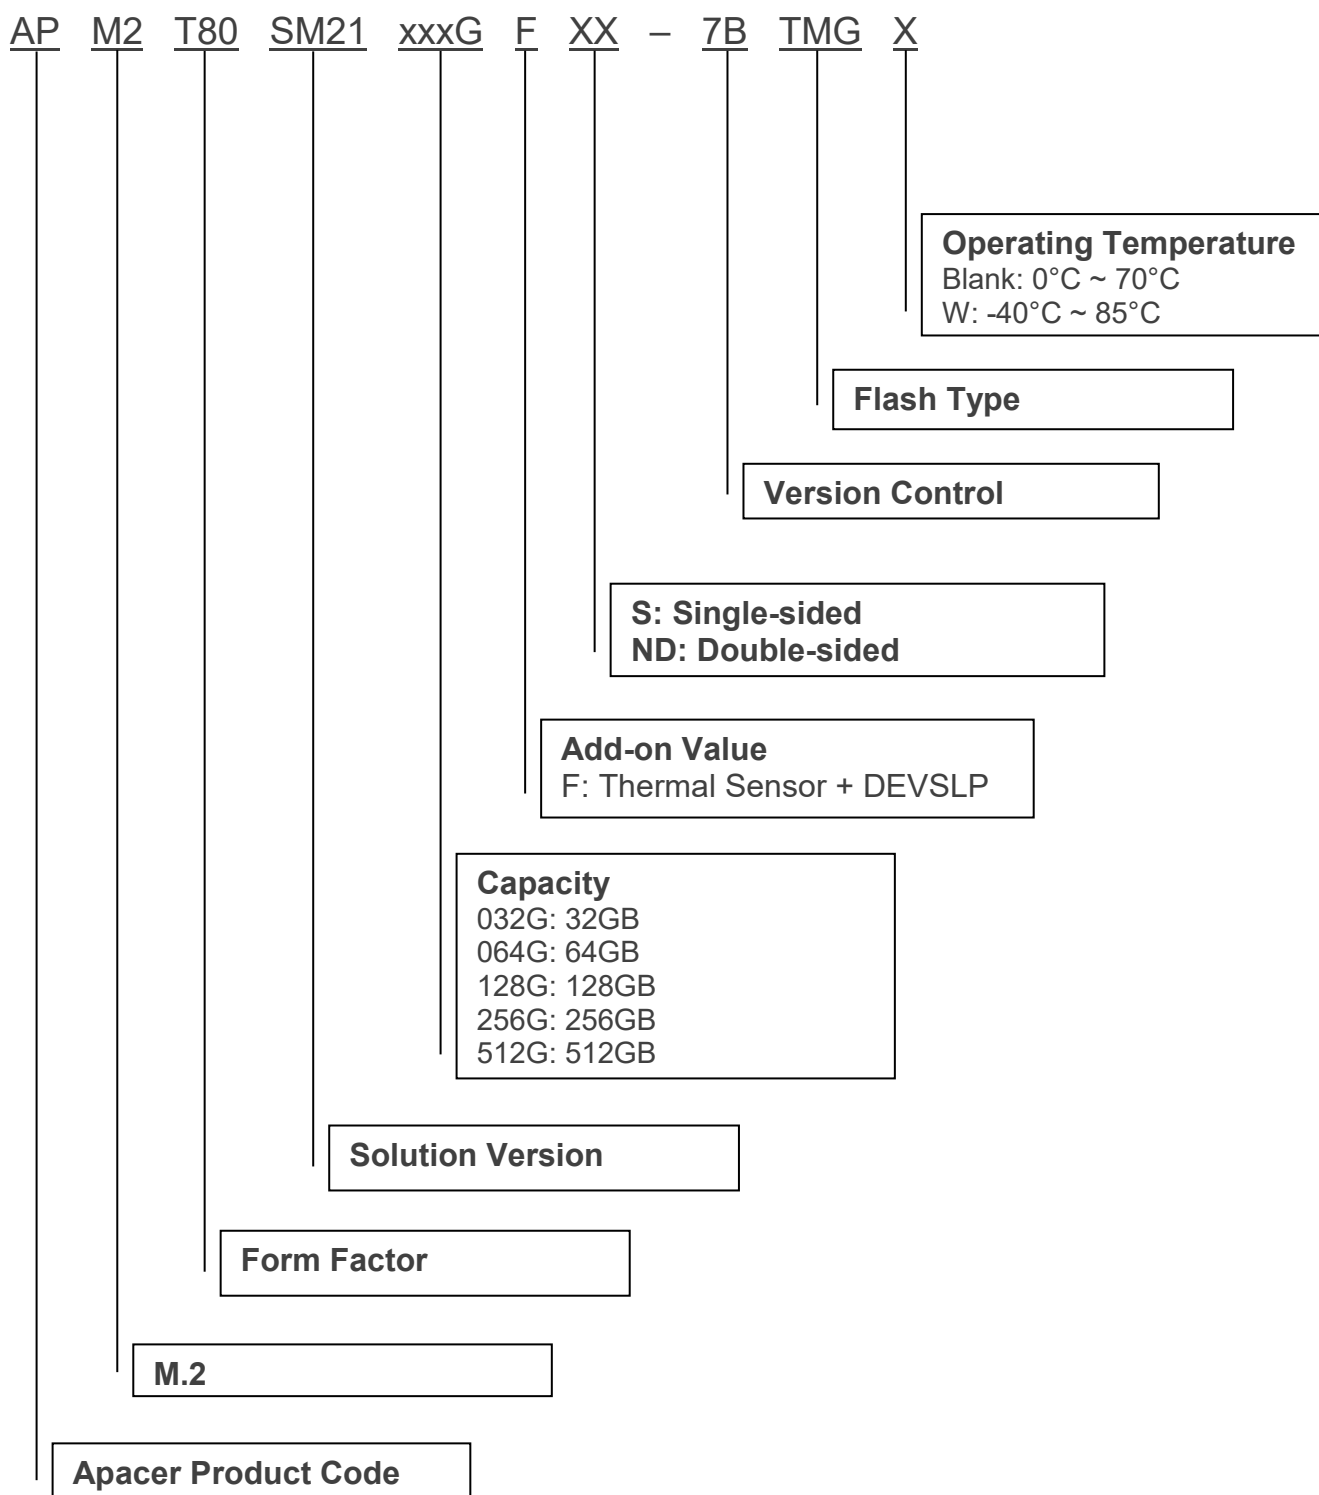 AP M2 T80 SM21 xxxG F XX – 7B TMG X
Operating Temperature
Blank: 0°C ~ 70°C
W: -40°C ~ 85°C
Flash Type
Version Control
S: Single-sided
ND: Double-sided
Add-on Value
F: Thermal Sensor + DEVSLP
Capacity
032G: 32GB
064G: 64GB
128G: 128GB
256G: 256GB
512G: 512GB
Solution Version
Form Factor
M.2
Apacer Product Code